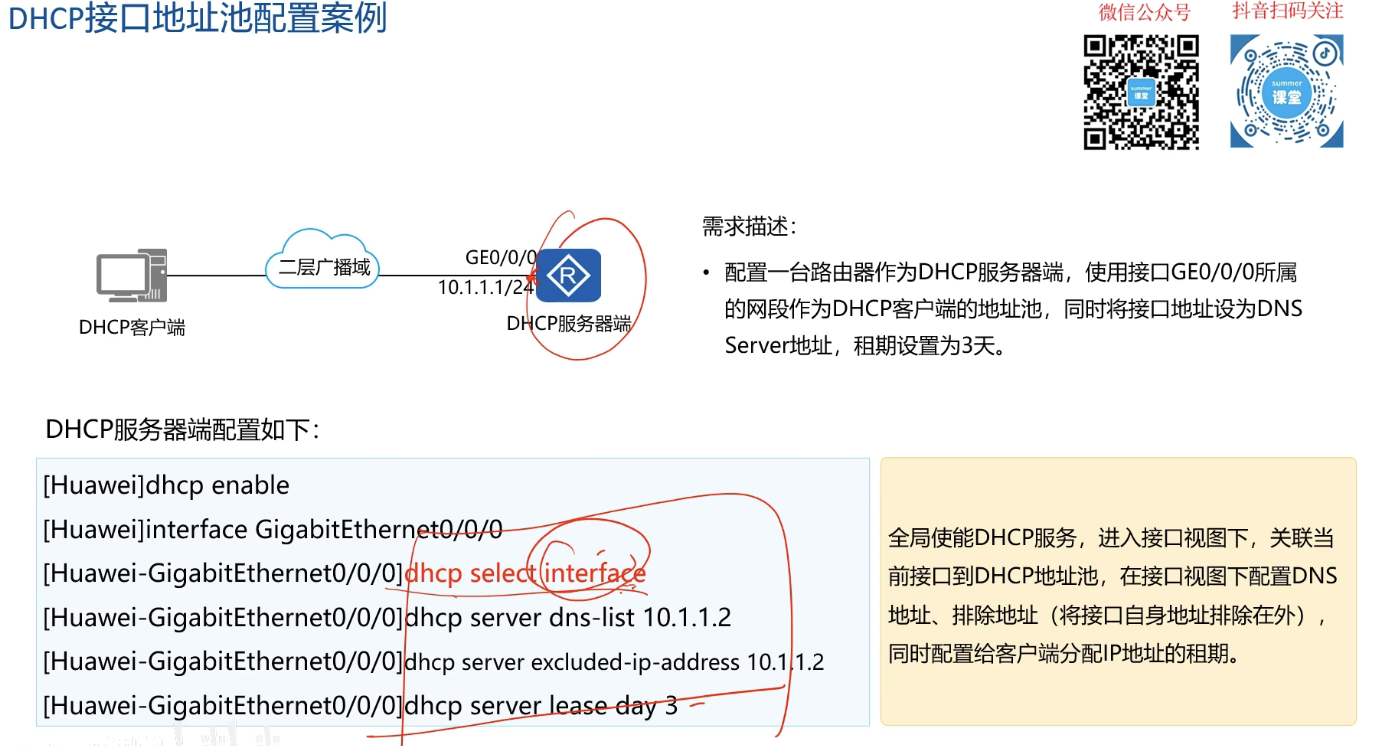 DHCP接口地址池配置案例
微信公众号
抖音扫码关注
summer
课堂
summer
课堂
需求描述：
• 配置一台路由器作为DHCP服务器端，使用接口GE0/0/0所属
的网段作为DHCP客户端的地址池，同时将接口地址设为DNS
Server地址，租期设置为3天。
二层广播域
GE0/0/0
10.1.1.1/24
R
DHCP客户端
DHCP服务器端
DHCP服务器端配置如下：
[Huawei]dhcp enable
[Huawei]interface GigabitEthernet0/0/0
[Huawei-GigabitEthernet0/0/0]dhcp select interface
[Huawei-GigabitEthernet0/0/0]dhcp server dns-list 10.1.1.2
[Huawei-GigabitEthernet0/0/0]dhcp server excluded-ip-address 10.1.1.2
[Huawei-GigabitEthernet0/0/0]dhcp server lease day 3
全局使能DHCP服务，进入接口视图下，关联当
前接口到DHCP地址池，在接口视图下配置DNS
地址、排除地址（将接口自身地址排除在外），
同时配置给客户端分配IP地址的租期。